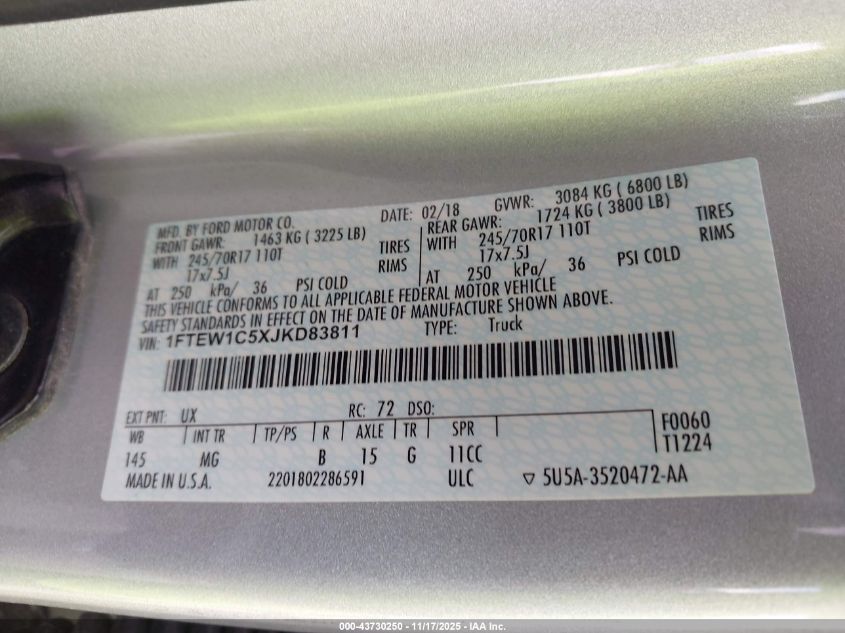 MFD. BY FORD MOTOR CO. DATE: 02/18 GVWR: 3084 KG ( 6800 LB)
FRONT GAWR: 1463 KG ( 3225 LB) REAR GAWR: 1724 KG ( 3800 LB)
WITH 245/70R17 110T TIRES WITH 245/70R17 110T TIRES
17x7.5J RIMS 17x7.5J RIMS
AT 250 kPa/ 36 PSI COLD AT 250 kPa/ 36 PSI COLD
THIS VEHICLE CONFORMS TO ALL APPLICABLE FEDERAL MOTOR VEHICLE
SAFETY STANDARDS IN EFFECT ON THE DATE OF MANUFACTURE SHOWN ABOVE.
VIN: 1FTEW1C5XJKD83811 TYPE: Truck
EXT PNT: UX RC: 72 DSO:
WB INT TR TP/PS R AXLE TR SPR F0060
145 MG B 15 G 11CC T1224
MADE IN U.S.A. 2201802286591 ULC ▽ 5U5A-3520472-AA
000-43730250 - 11/17/2025 - IAA Inc.